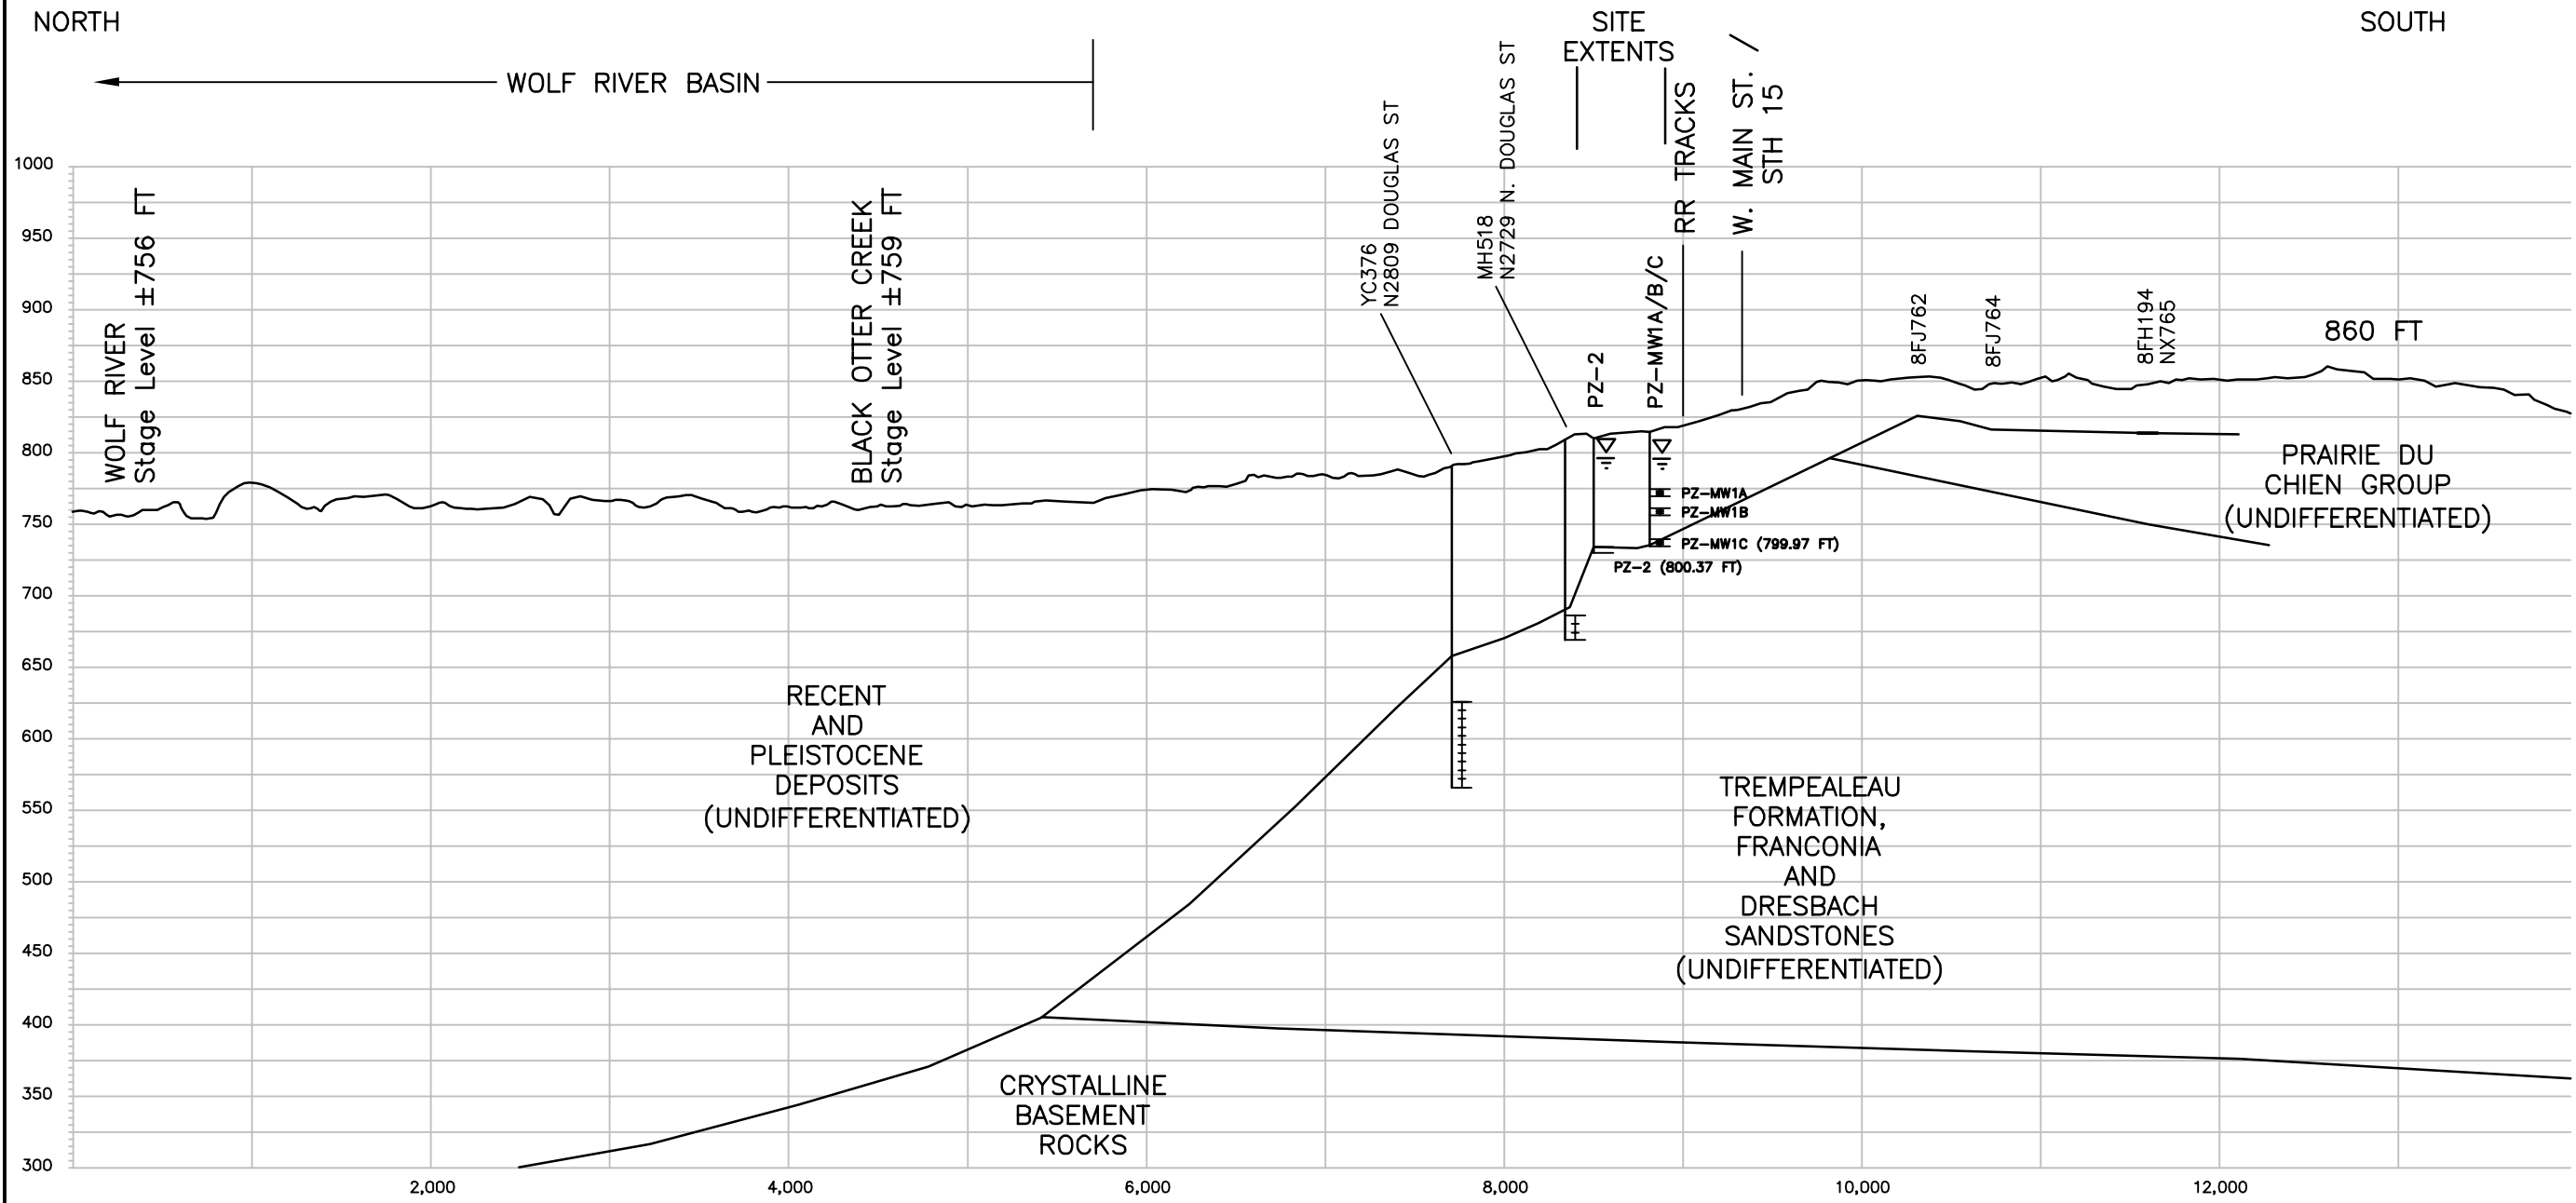 NORTH
SITE
EXTENTS
SOUTH
WOLF RIVER BASIN
1000
950
900
850
800
750
700
650
600
550
500
450
400
350
300
WOLF RIVER
Stage Level ±756 FT
BLACK OTTER CREEK
Stage Level ±759 FT
YC376
N2809 DOUGLAS ST
MH518
N2729 N. DOUGLAS ST
PZ-2
PZ-MW1A/B/C
RR TRACKS
W. MAIN ST. /
STH 15
8FJ762
8FJ764
8FH194
NX765
860 FT
PZ-MW1A
PZ-MW1B
PZ-MW1C (799.97 FT)
PZ-2 (800.37 FT)
PRAIRIE DU
CHIEN GROUP
(UNDIFFERENTIATED)
RECENT
AND
PLEISTOCENE
DEPOSITS
(UNDIFFERENTIATED)
TREMPEALEAU
FORMATION,
FRANCONIA
AND
DRESBACH
SANDSTONES
(UNDIFFERENTIATED)
CRYSTALLINE
BASEMENT
ROCKS
2,000
4,000
6,000
8,000
10,000
12,000